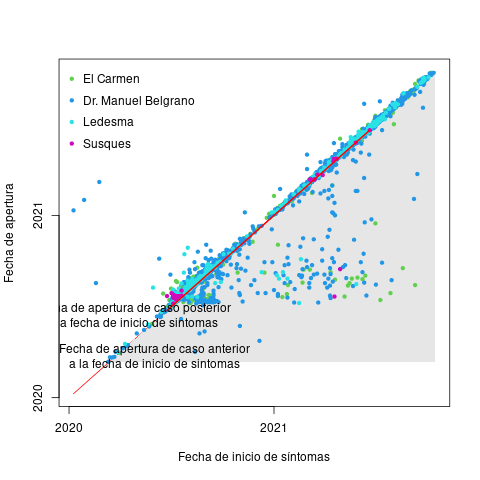 El Carmen
Dr. Manuel Belgrano
Ledesma
Susques
Fecha de apertura
2021
2020
a de apertura de caso posterior
a fecha de inicio de síntomas
Fecha de apertura de caso anterior
a la fecha de inicio de sintomas
2020
2021
Fecha de inicio de síntomas